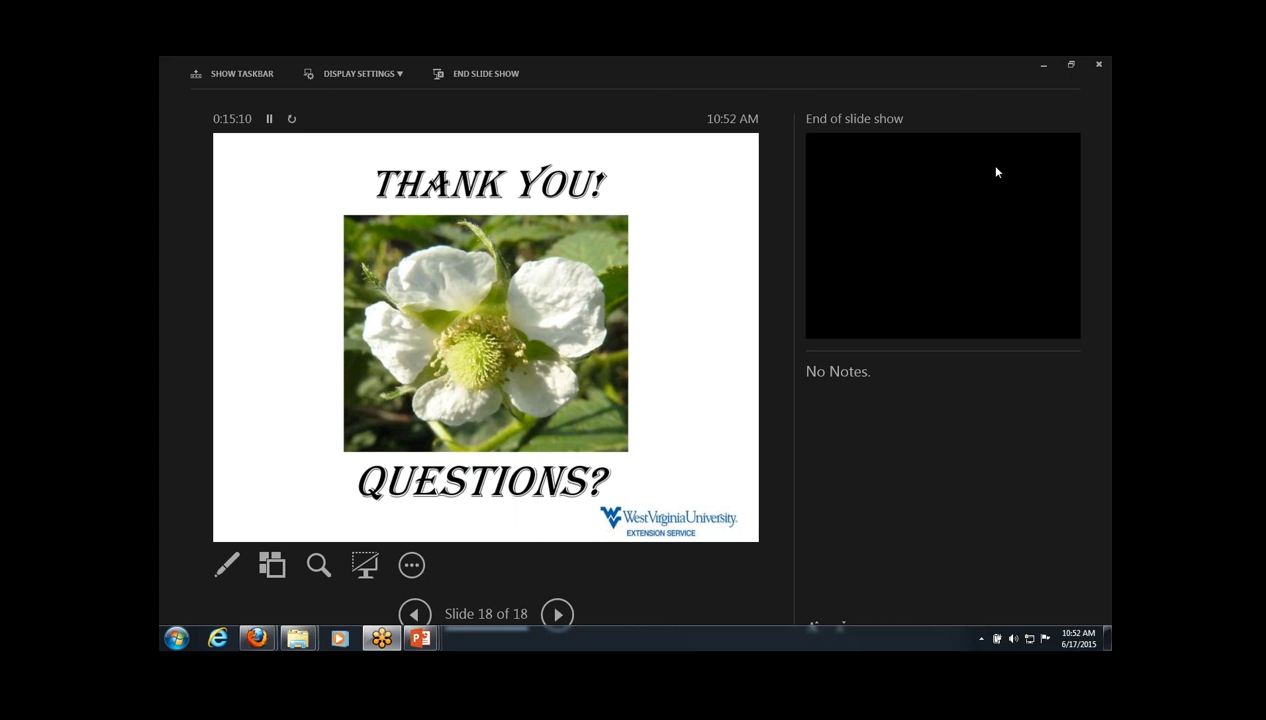 SHOW TASKBAR
DISPLAY SETTINGS ▼
END SLIDE SHOW
0:15:10
10:52 AM
End of slide show
THANK YOU!
QUESTIONS?
WestVirginiaUniversity
EXTENSION SERVICE
No Notes.
Slide 18 of 18
10:52 AM
6/17/2015